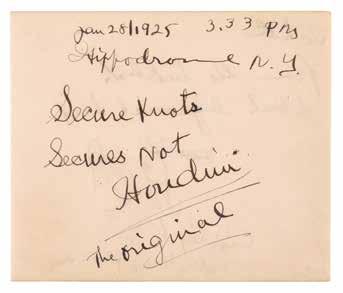 Jan 28/1925 3.33 PM
Hippodrome N.Y.
Secure Knots
Secures Not
Houdini
The original